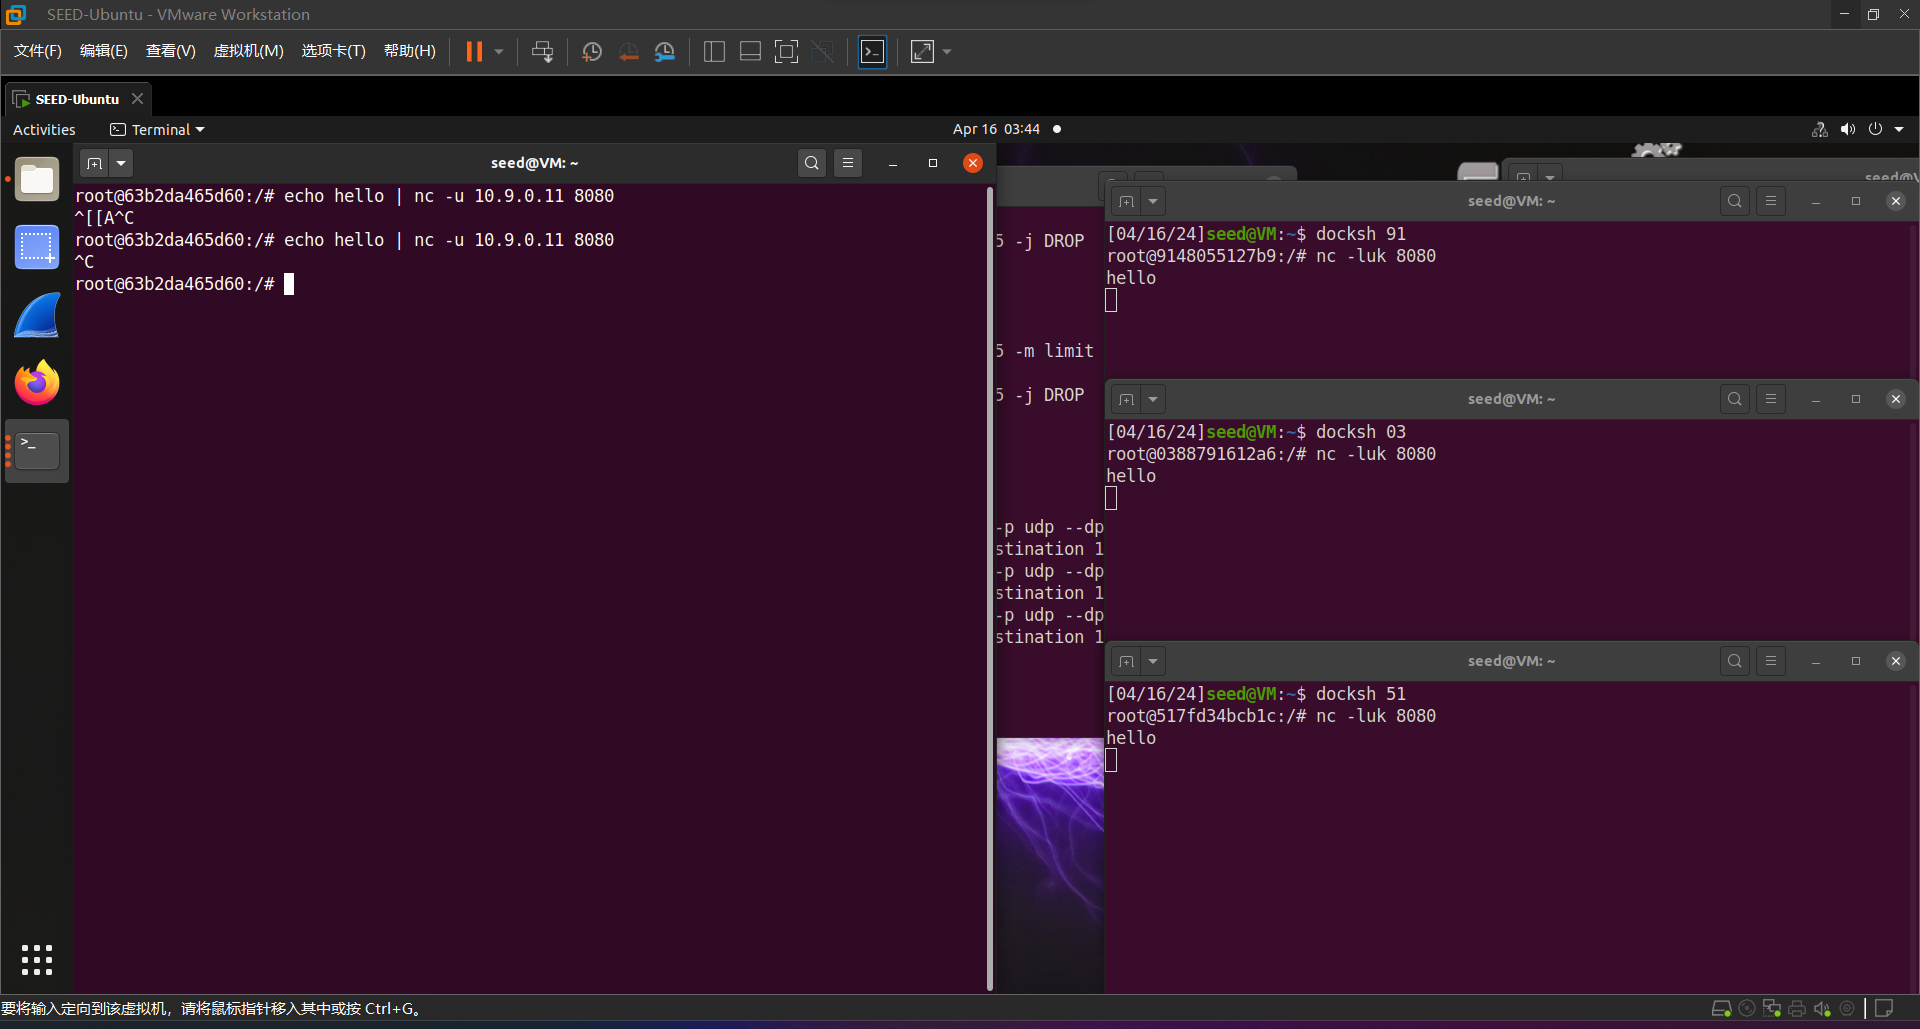 SEED-Ubuntu - VMware Workstation
文件(F) 编辑(E) 查看(V) 虚拟机(M) 选项卡(T) 帮助(H)
SEED-Ubuntu
Activities Terminal Apr 16 03:44
seed@VM: ~
root@63b2da465d60:/# echo hello | nc -u 10.9.0.11 8080
^[[A^C
root@63b2da465d60:/# echo hello | nc -u 10.9.0.11 8080
^C
root@63b2da465d60:/#
5 -j DROP
5 -m limit
5 -j DROP
-p udp --dp
stination 1
-p udp --dp
stination 1
-p udp --dp
stination 1
seed@V
seed@VM: ~
[04/16/24]seed@VM:~$ docksh 91
root@9148055127b9:/# nc -luk 8080
hello
seed@VM: ~
[04/16/24]seed@VM:~$ docksh 03
root@0388791612a6:/# nc -luk 8080
hello
seed@VM: ~
[04/16/24]seed@VM:~$ docksh 51
root@517fd34bcb1c:/# nc -luk 8080
hello
要将输入定向到该虚拟机，请将鼠标指针移入其中或按 Ctrl+G。